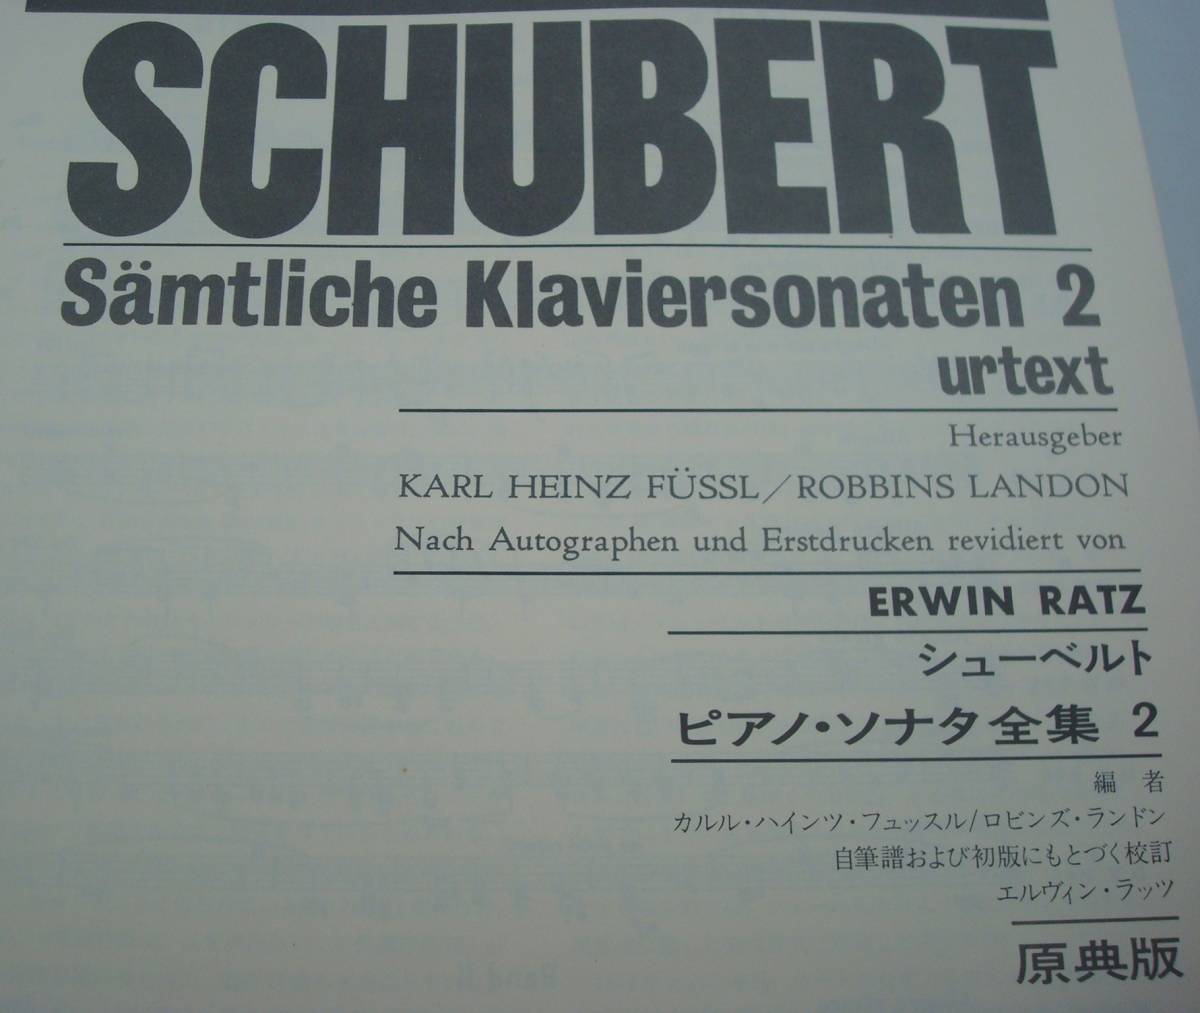 SCHUBERT
Sämtliche Klaviersonaten 2
urtext
Herausgeber
KARL HEINZ FÜSSL／ROBBINS LANDON
Nach Autographen und Erstdrucken revidiert von
ERWIN RATZ
シューベルト
ピアノ・ソナタ全集 2
編 者
カルル・ハインツ・フュッスル/ロビンズ・ランドン
自筆譜および初版にもとづく校訂
エルヴィン・ラッツ
原典版